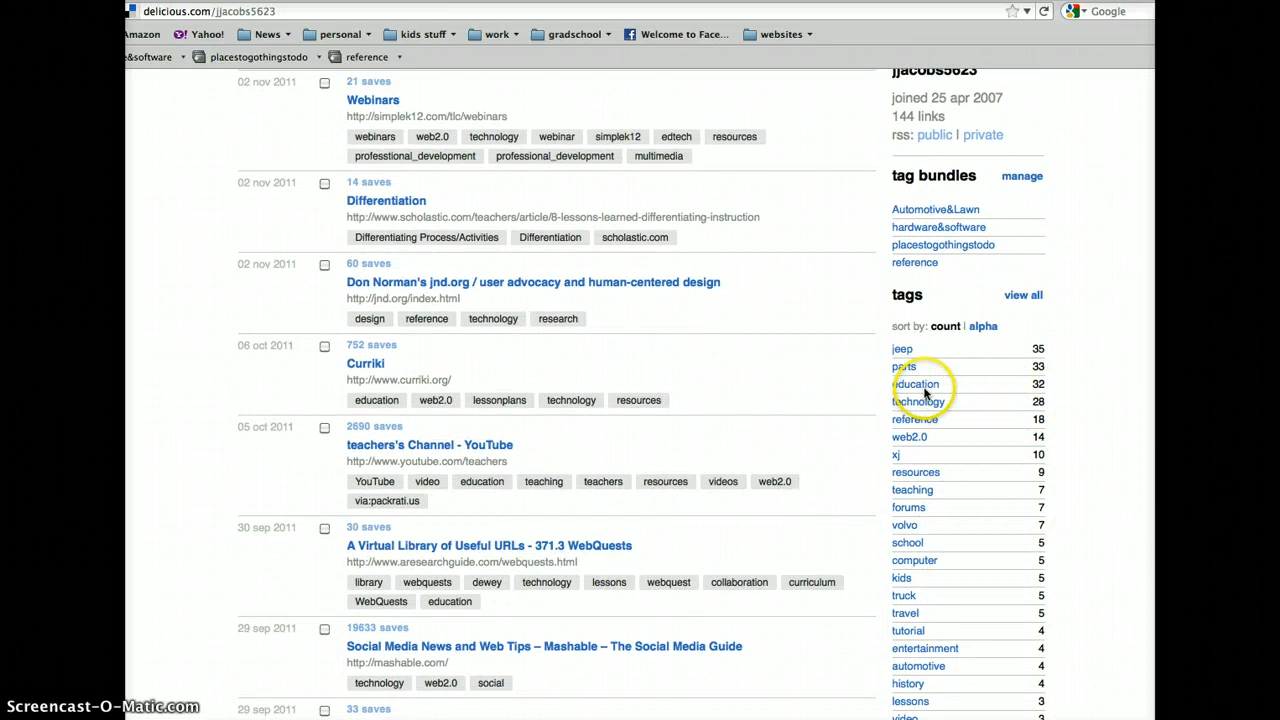 delicious.com/jjacobs5623
Google
Amazon Yahoo! News personal kids stuff work gradschool Welcome to Face... websites
e&software placestogothingstodo reference
jjacobs5623
joined 25 apr 2007
144 links
rss: public | private
02 nov 2011
21 saves
Webinars
http://simplek12.com/tlc/webinars
webinars web2.0 technology webinar simplek12 edtech resources
professtional_development professional_development multimedia
02 nov 2011
14 saves
Differentiation
http://www.scholastic.com/teachers/article/8-lessons-learned-differentiating-instruction
Differentiating Process/Activities Differentiation scholastic.com
02 nov 2011
60 saves
Don Norman's jnd.org / user advocacy and human-centered design
http://jnd.org/index.html
design reference technology research
06 oct 2011
752 saves
Curriki
http://www.curriki.org/
education web2.0 lessonplans technology resources
05 oct 2011
2690 saves
teachers's Channel - YouTube
http://www.youtube.com/teachers
YouTube video education teaching teachers resources videos web2.0
via:packrati.us
30 sep 2011
30 saves
A Virtual Library of Useful URLs - 371.3 WebQuests
http://www.aresearchguide.com/webquests.html
library webquests dewey technology lessons webquest collaboration curriculum
WebQuests education
29 sep 2011
19633 saves
Social Media News and Web Tips – Mashable – The Social Media Guide
http://mashable.com/
technology web2.0 social
29 sep 2011
33 saves
tag bundles manage
Automotive&Lawn
hardware&software
placestogothingstodo
reference
tags view all
sort by: count | alpha
jeep 35
parts 33
education 32
technology 28
reference 18
web2.0 14
xj 10
resources 9
teaching 7
forums 7
volvo 7
school 5
computer 5
kids 5
truck 5
travel 5
tutorial 4
entertainment 4
automotive 4
history 4
lessons 3
video 3
Screencast-O-Matic.com